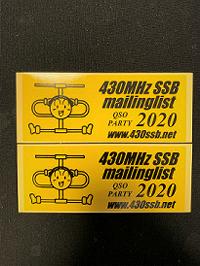 430MHz SSB
mailinglist
QSO
PARTY 2020
www.430ssb.net
430MHz SSB
mailinglist
QSO
PARTY 2020
www.430ssb.net